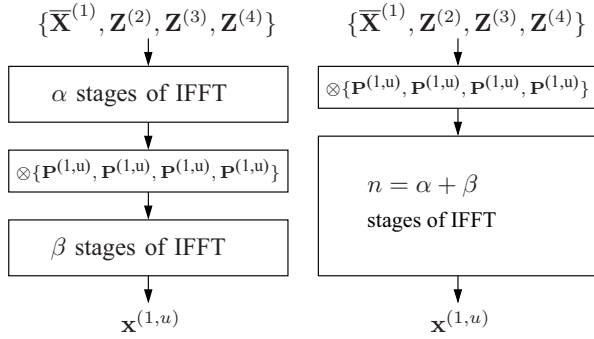 {X̅⁽¹⁾, Z⁽²⁾, Z⁽³⁾, Z⁽⁴⁾}
α stages of IFFT
⊗{P⁽¹,ᵘ⁾, P⁽¹,ᵘ⁾, P⁽¹,ᵘ⁾, P⁽¹,ᵘ⁾}
β stages of IFFT
x⁽¹,ᵘ⁾
{X̅⁽¹⁾, Z⁽²⁾, Z⁽³⁾, Z⁽⁴⁾}
⊗{P⁽¹,ᵘ⁾, P⁽¹,ᵘ⁾, P⁽¹,ᵘ⁾, P⁽¹,ᵘ⁾}
n = α + β
stages of IFFT
x⁽¹,ᵘ⁾